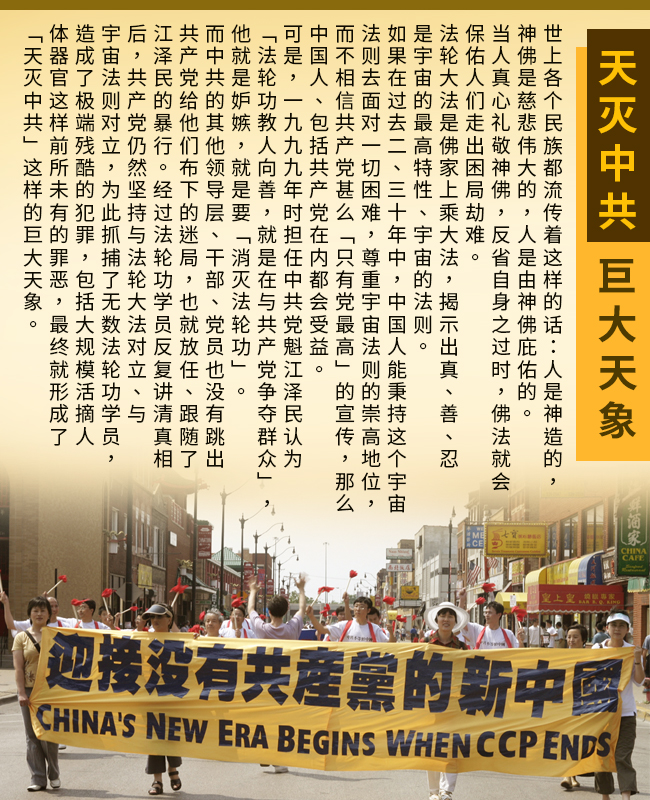 天灭中共 巨大天象
世上各个民族都流传着这样的话：人是神造的，
神佛是慈悲伟大的，人是由神佛庇佑的。
当人真心礼敬神佛，反省自身之过时，佛法就会
保佑人们走出困局劫难。
法轮大法是佛家上乘大法，揭示出真、善、忍
是宇宙的最高特性、宇宙的法则。
如果在过去二、三十年中，中国人能秉持这个宇宙
法则去面对一切困难，尊重宇宙法则的崇高地位，
而不相信共产党甚么「只有党最高」的宣传，那么
中国人、包括共产党在内都会受益。
可是，一九九九年时担任中共党魁江泽民认为
「法轮功教人向善，就是在与共产党争夺群众」，
他就是妒嫉，就是要「消灭法轮功」。
而中共的其他领导层、干部、党员也没有跳出
共产党给他们布下的迷局，也就放任、跟随了
江泽民的暴行。经过法轮功学员反复讲清真相
后，共产党仍然坚持与法轮大法对立、与
宇宙法则对立，为此抓捕了无数法轮功学员，
造成了极端残酷的犯罪，包括大规模活摘人
体器官这样前所未有的罪恶，最终就形成了
「天灭中共」这样的巨大天象。
迎接没有共産黨的新中國
CHINA'S NEW ERA BEGINS WHEN CCP ENDS
CHINA
CAFE